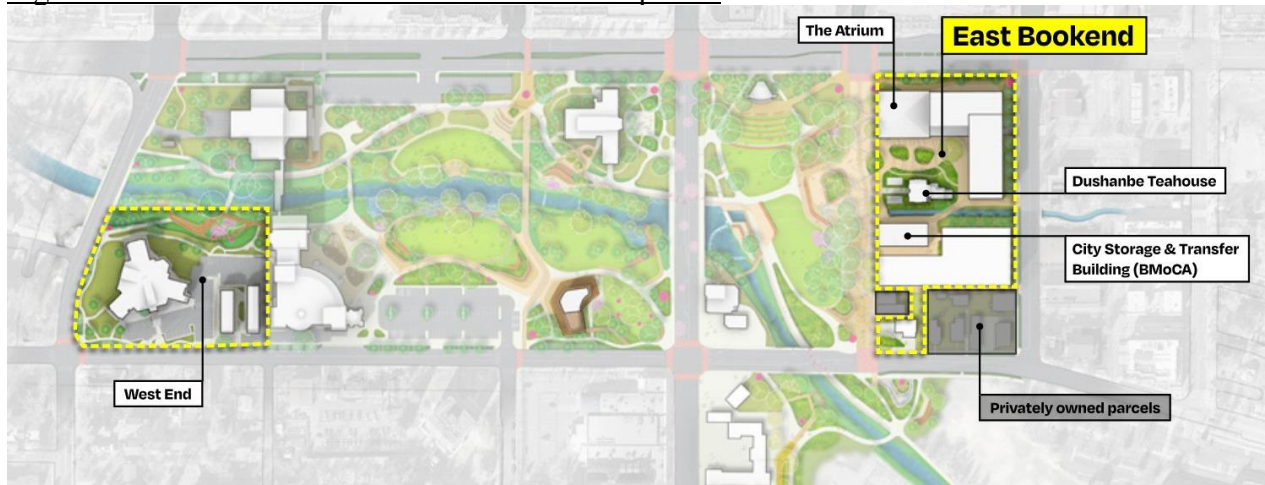 The Atrium
East Bookend
Dushanbe Teahouse
City Storage & Transfer
Building (BMoCA)
West End
Privately owned parcels